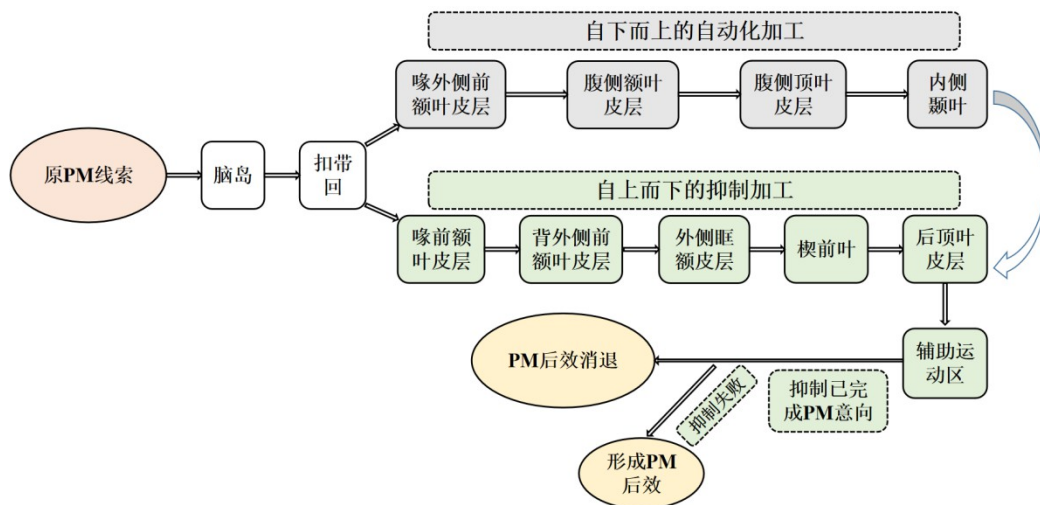 自下而上的自动化加工
喙外侧前
额叶皮层
腹侧额叶
皮层
腹侧顶叶
皮层
内侧
颞叶
原PM线索
脑岛
扣带
回
自上而下的抑制加工
喙前额
叶皮层
背外侧前
额叶皮层
外侧眶
额皮层
楔前叶
后顶叶
皮层
PM后效消退
辅助运
动区
抑制失败
抑制已完
成PM意向
形成PM
后效